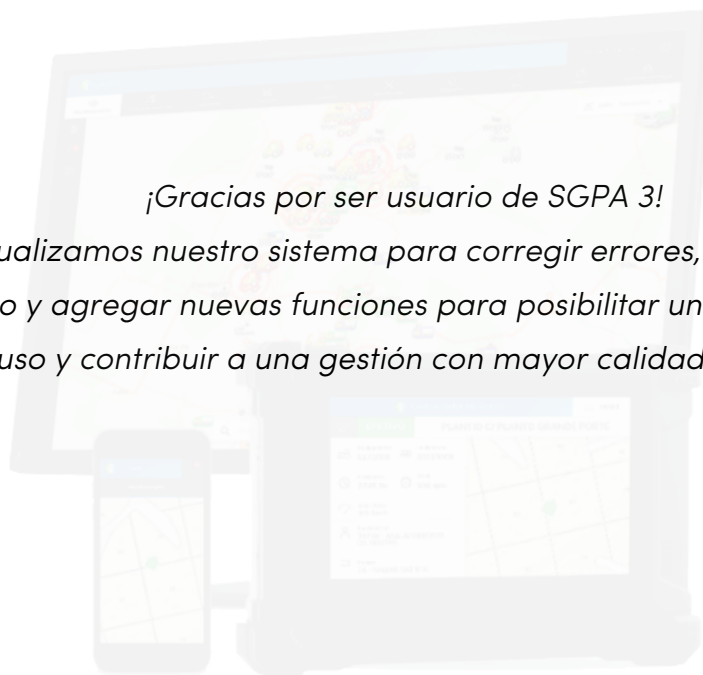 ¡Gracias por ser usuario de SGPA 3!
ualizamos nuestro sistema para corregir errores,
o y agregar nuevas funciones para posibilitar un
uso y contribuir a una gestión con mayor calidad